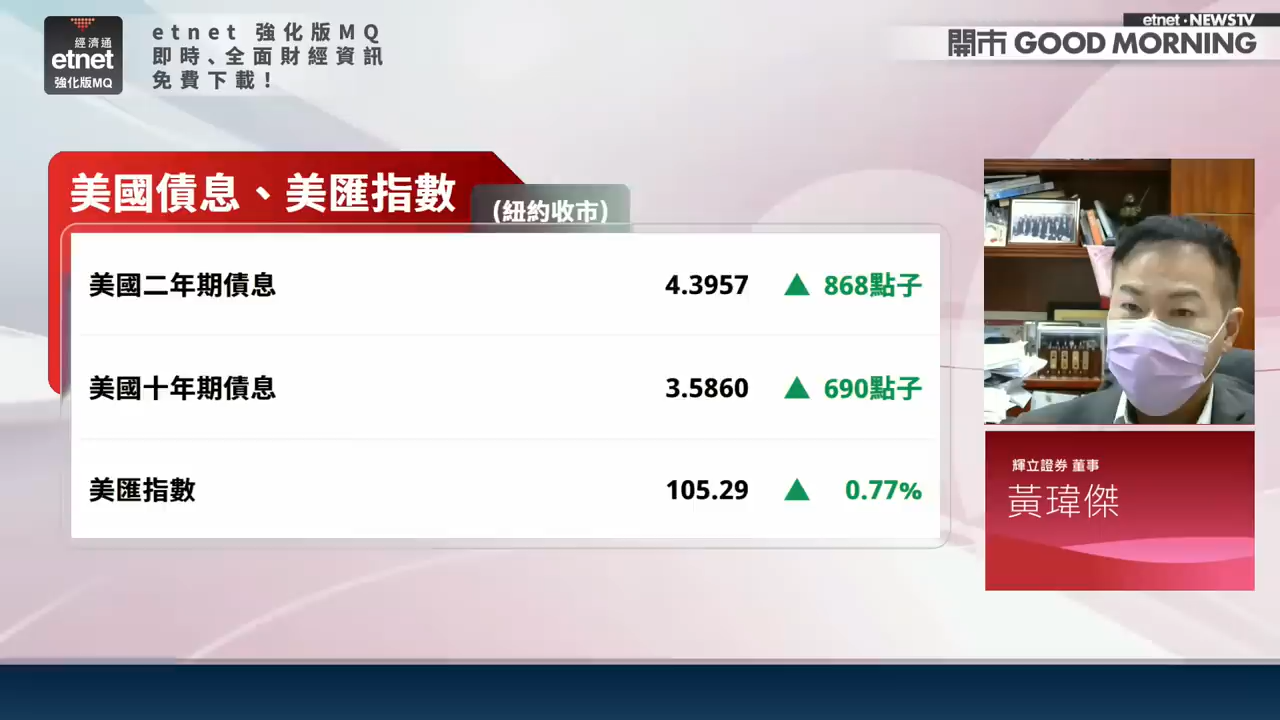 經濟通
etnet
強化版MQ
etnet 強化版MQ
即時、全面財經資訊
免費下載！
etnet · NEWSTV
開市 GOOD MORNING
美國債息、美匯指數
(紐約收市)
美國二年期債息 4.3957 ▲ 868點子
美國十年期債息 3.5860 ▲ 690點子
美匯指數 105.29 ▲ 0.77%
輝立證券 董事
黃瑋傑